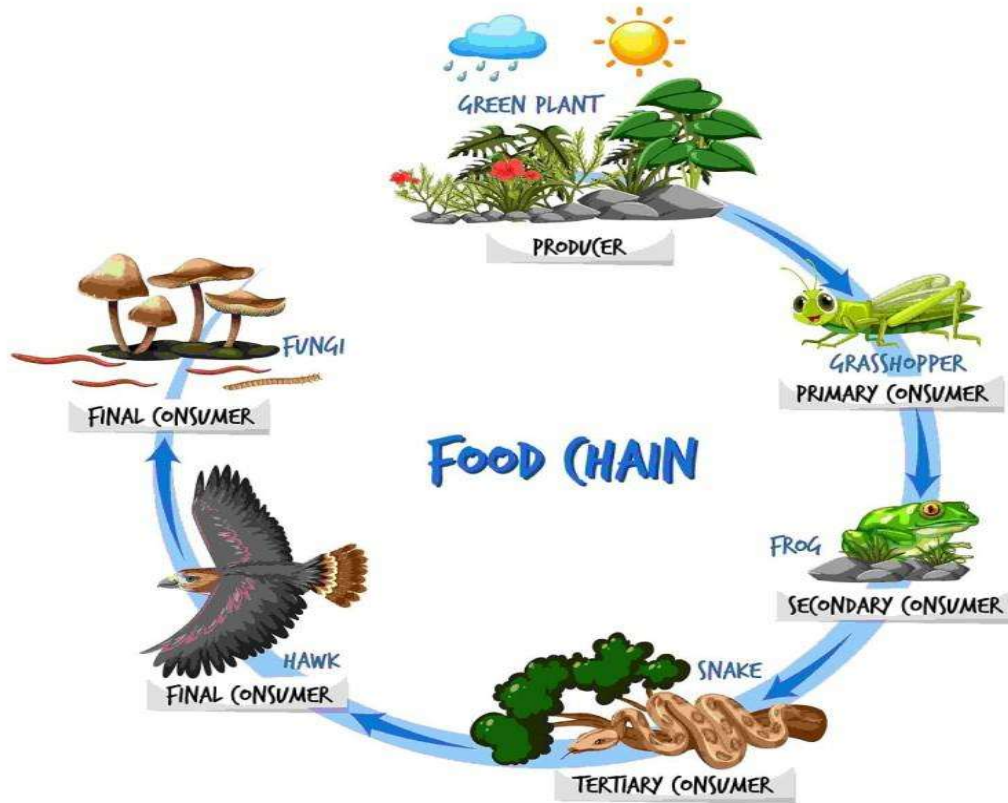 GREEN PLANT
PRODUCER
GRASSHOPPER
PRIMARY CONSUMER
FROG
SECONDARY CONSUMER
SNAKE
TERTIARY CONSUMER
HAWK
FINAL CONSUMER
FUNGI
FINAL CONSUMER
FOOD CHAIN